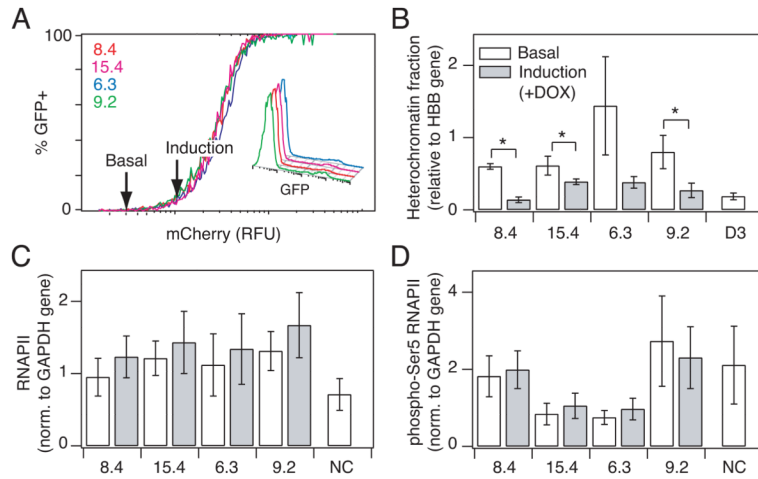 A
100
8.4
15.4
6.3
9.2
% GFP+
Basal
Induction
GFP
0
mCherry (RFU)
B
Heterochromatin fraction
(relative to HBB gene)
2
1
0
Basal
Induction
(+DOX)
*
*
*
8.4 15.4 6.3 9.2 D3
C
RNAPII
(norm. to GAPDH gene)
2
1
0
8.4 15.4 6.3 9.2 NC
D
phospho-Ser5 RNAPII
(norm. to GAPDH gene)
4
2
0
8.4 15.4 6.3 9.2 NC